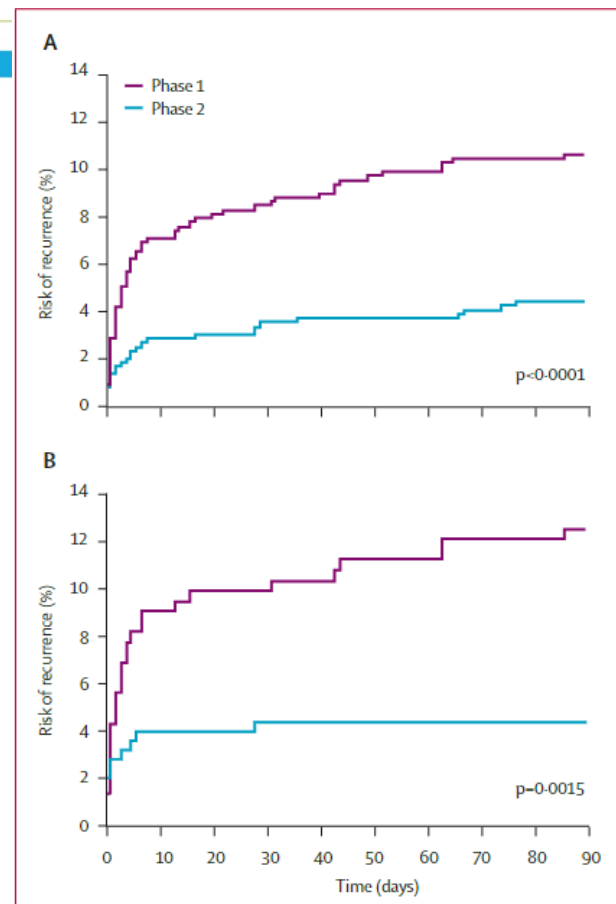 A
14
12
10
8
6
4
2
0
Risk of recurrence (%)
Phase 1
Phase 2
p<0·0001
B
14
12
10
8
6
4
2
0
Risk of recurrence (%)
p=0·0015
0 10 20 30 40 50 60 70 80 90
Time (days)